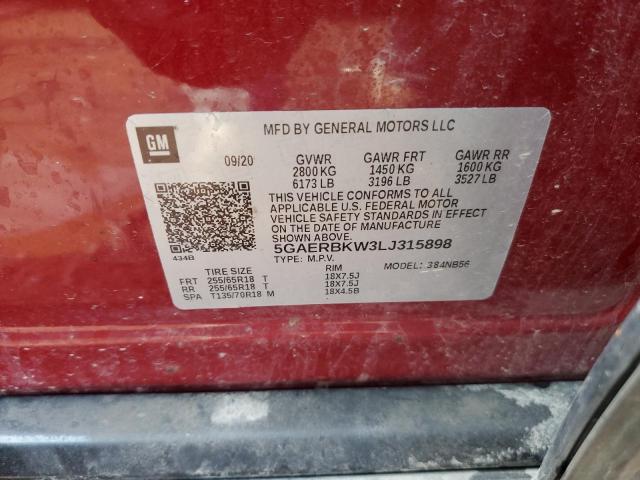 GM
MFD BY GENERAL MOTORS LLC
09/20 GVWR GAWR FRT GAWR RR
2800 KG 1450 KG 1600 KG
6173 LB 3196 LB 3527 LB
THIS VEHICLE CONFORMS TO ALL
APPLICABLE U.S. FEDERAL MOTOR
VEHICLE SAFETY STANDARDS IN EFFECT
ON THE DATE OF MANUFACTURE
SHOWN ABOVE.
434B 5GAERBKW3LJ315898
TYPE: M.P.V. MODEL: 384NB56
TIRE SIZE RIM
FRT 255/65R18 T 18X7.5J
RR 255/65R18 T 18X7.5J
SPA T135/70R18 M 18X4.5B